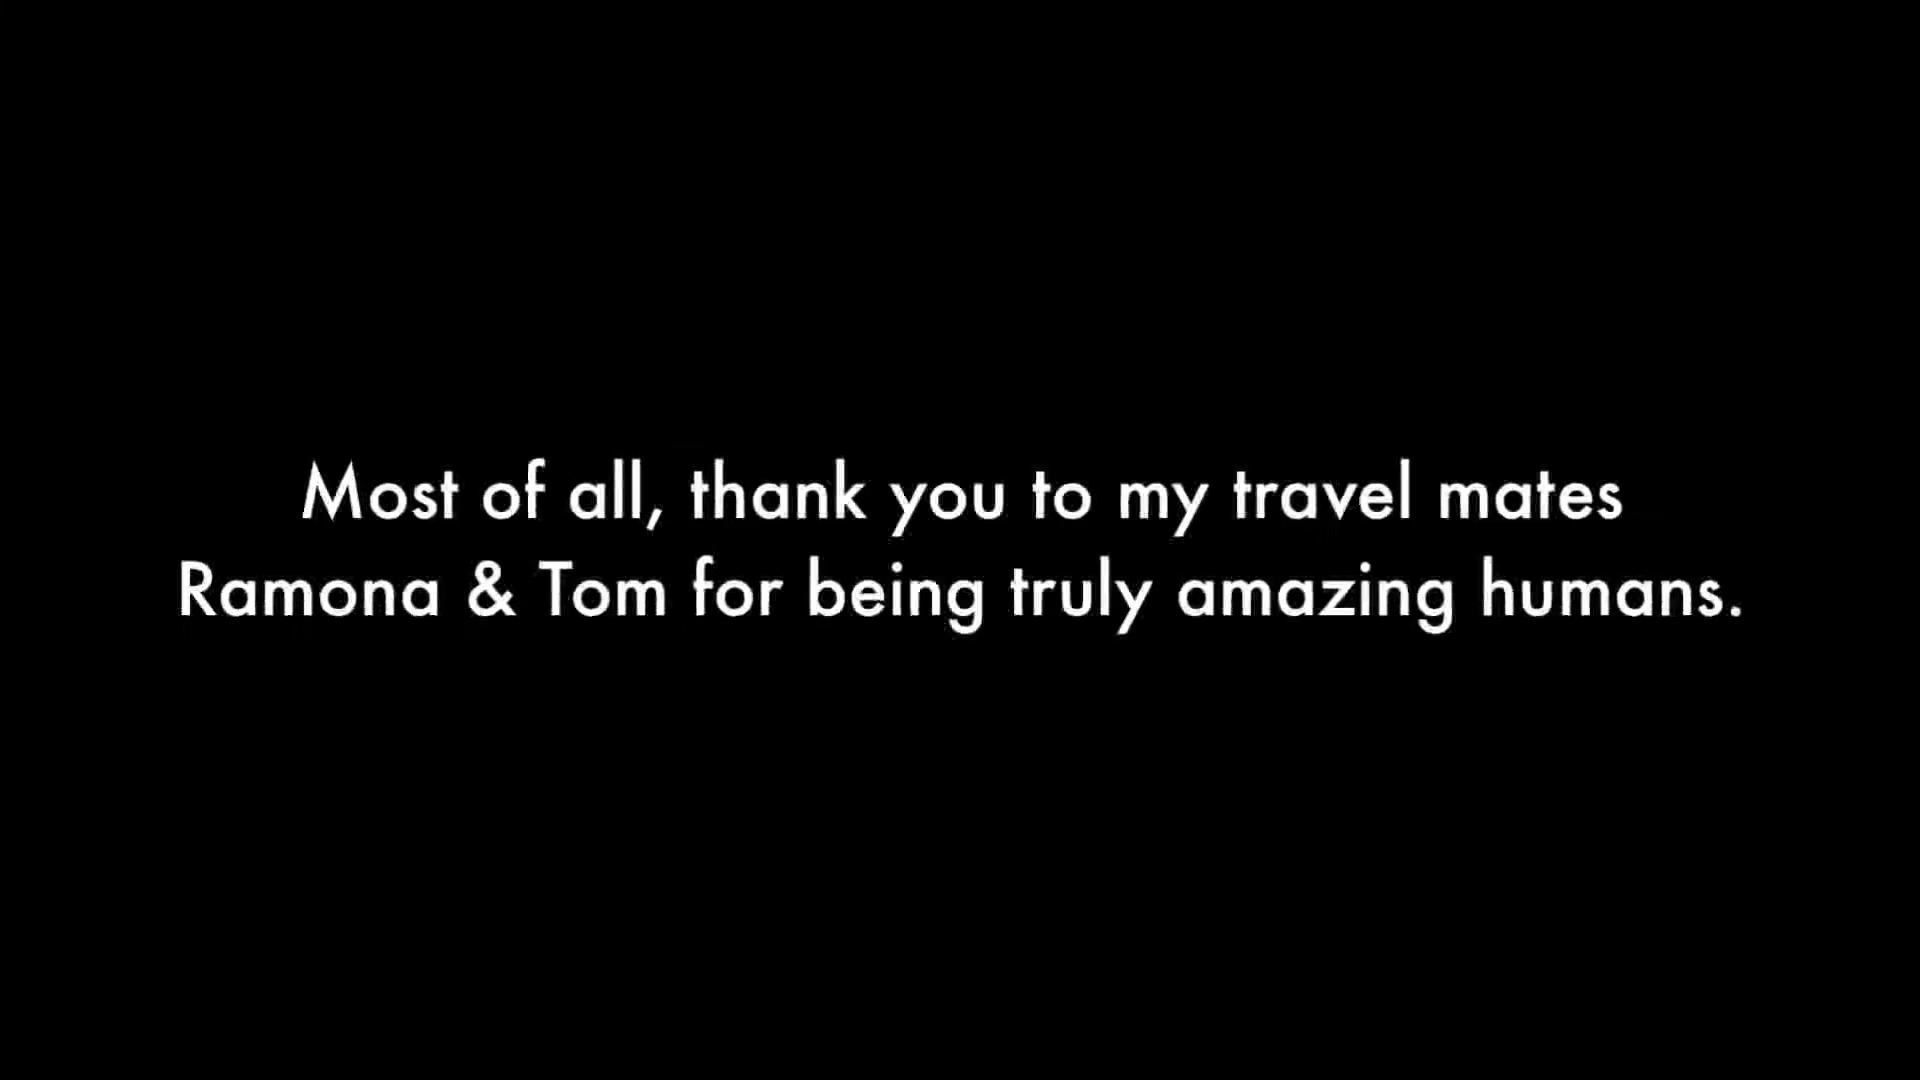 Most of all, thank you to my travel mates
Ramona & Tom for being truly amazing humans.